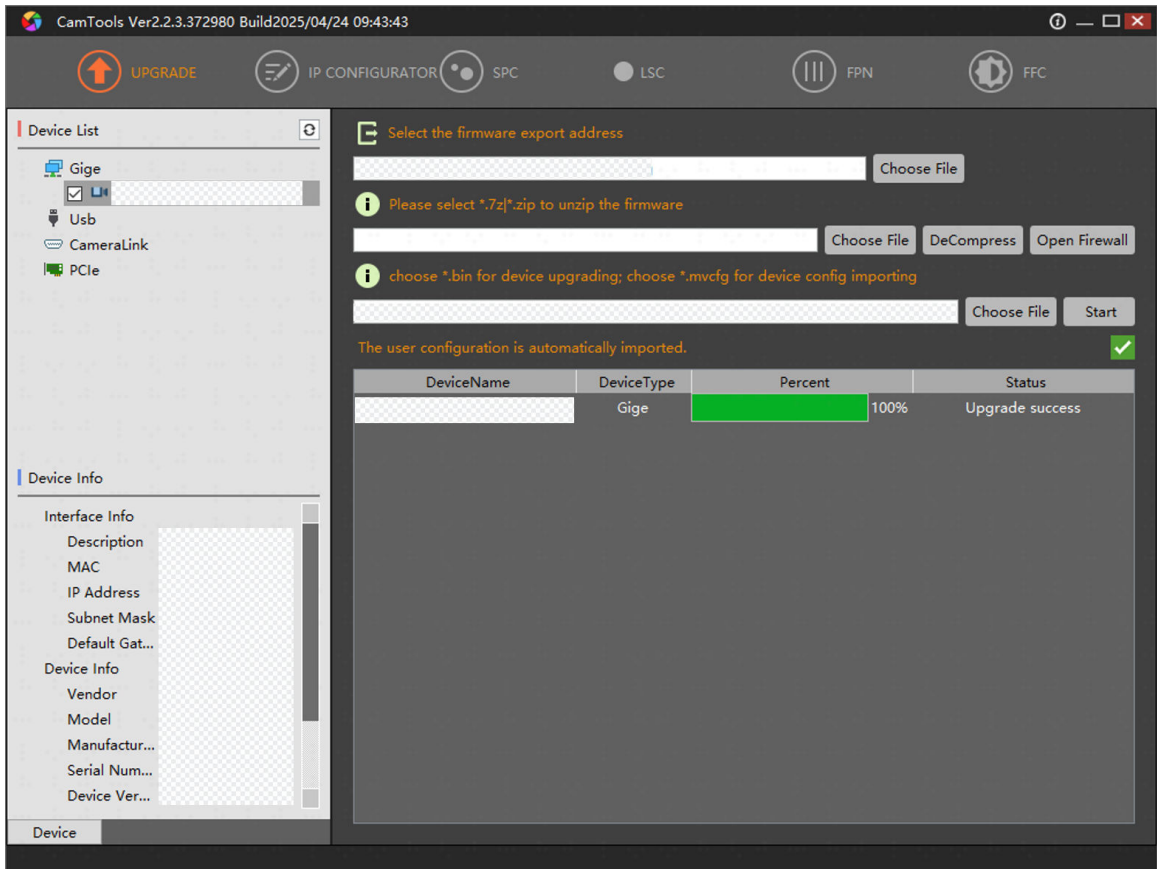 CamTools Ver2.2.3.372980 Build2025/04/24 09:43:43
UPGRADE
IP CONFIGURATOR
SPC
LSC
FPN
FFC
Device List
Gige
Usb
CameraLink
PCIe
Device Info
Interface Info
Description
MAC
IP Address
Subnet Mask
Default Gat...
Device Info
Vendor
Model
Manufactur...
Serial Num...
Device Ver...
Device
Select the firmware export address
Choose File
Please select *.7z|*.zip to unzip the firmware
Choose File DeCompress Open Firewall
choose *.bin for device upgrading; choose *.mvcfg for device config importing
Choose File Start
The user configuration is automatically imported.
DeviceName DeviceType Percent Status
Gige 100% Upgrade success